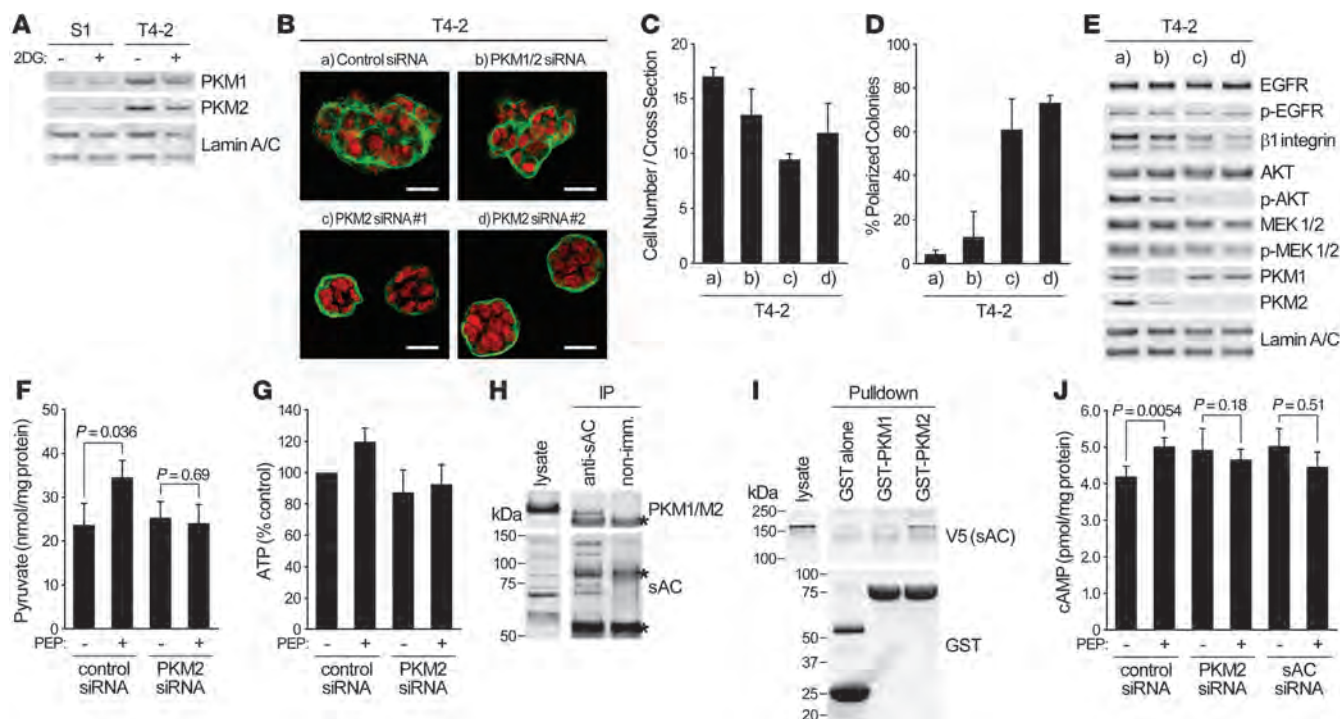 A
S1 T4-2
2DG: - + - +
PKM1
PKM2
Lamin A/C
B
T4-2
a) Control siRNA b) PKM1/2 siRNA
c) PKM2 siRNA#1 d) PKM2 siRNA#2
C
Cell Number / Cross Section
20
15
10
5
0
a) b) c) d)
T4-2
D
% Polarized Colonies
100
80
60
40
20
0
a) b) c) d)
T4-2
E
T4-2
a) b) c) d)
EGFR
p-EGFR
β1 integrin
AKT
p-AKT
MEK 1/2
p-MEK 1/2
PKM1
PKM2
Lamin A/C
F
Pyruvate (nmol/mg protein)
50
40
30
20
10
0
P = 0.036
P = 0.69
PEP: - + - +
control siRNA PKM2 siRNA
G
ATP (% control)
140
120
100
80
60
40
20
0
PEP: - + - +
control siRNA PKM2 siRNA
H
IP
lysate anti-sAC non-imm.
kDa
PKM1/M2
*
150
100
75
50
*
sAC
*
I
Pulldown
lysate GST alone GST-PKM1 GST-PKM2
kDa
250
150
100
V5 (sAC)
75
50
37
25
20
GST
J
cAMP (pmol/mg protein)
6.0
5.0
4.0
3.0
2.0
1.0
0
P = 0.0054
P = 0.18
P = 0.51
PEP: - + - + - +
control siRNA PKM2 siRNA sAC siRNA